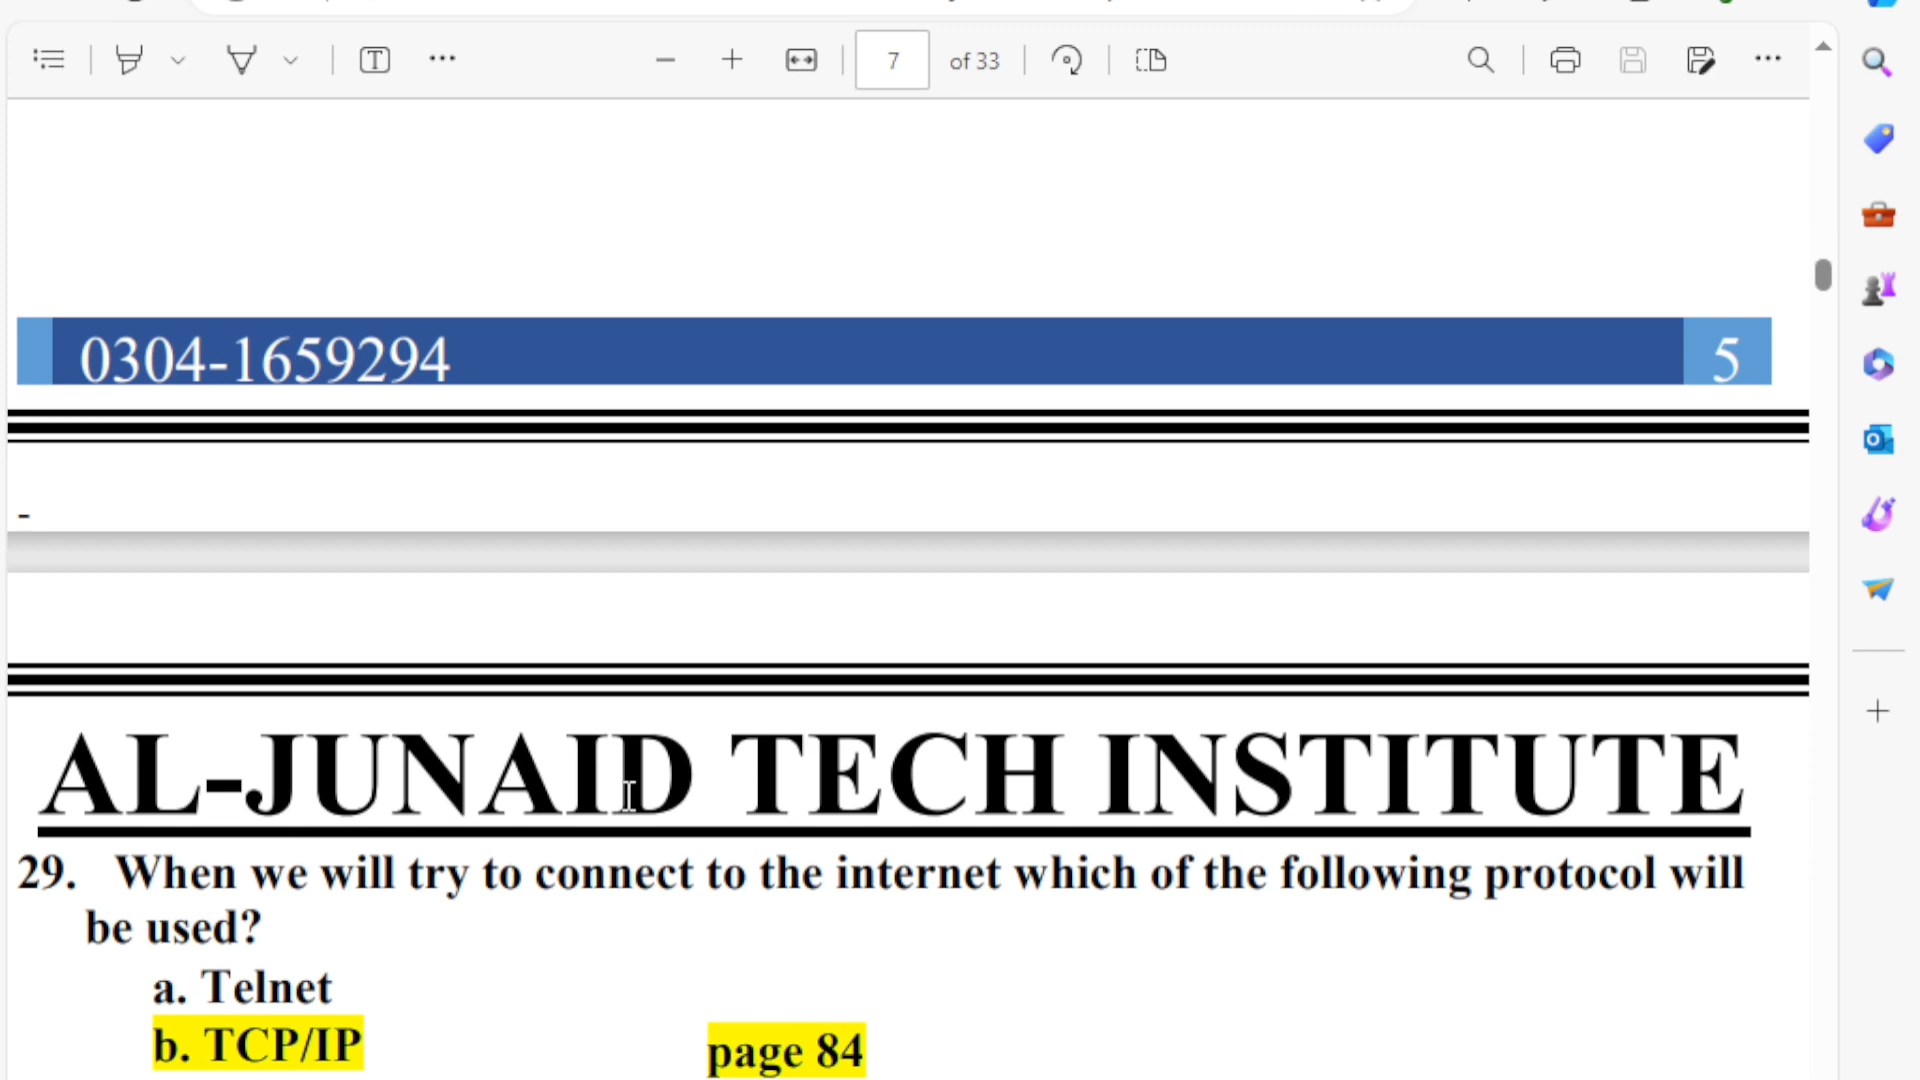 7 of 33
0304-1659294 5
-
AL-JUNAID TECH INSTITUTE
29. When we will try to connect to the internet which of the following protocol will
be used?
a. Telnet
b. TCP/IP page 84